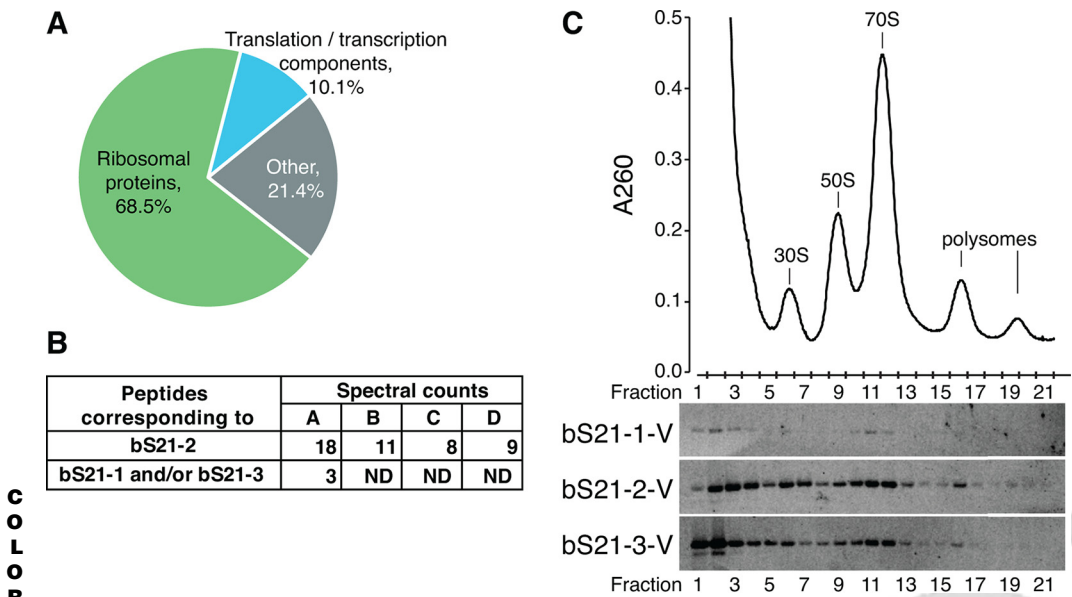 A
Translation / transcription
components,
10.1%
Ribosomal
proteins,
68.5%
Other,
21.4%
B
Peptides
corresponding to
Spectral counts
A B C D
bS21-2 18 11 8 9
bS21-1 and/or bS21-3 3 ND ND ND
C
O
L
O
C
A260
0.5
0.4
0.3
0.2
0.1
0.0
30S
50S
70S
polysomes
Fraction 1 3 5 7 9 11 13 15 17 19 21
bS21-1-V
bS21-2-V
bS21-3-V
Fraction 1 3 5 7 9 11 13 15 17 19 21